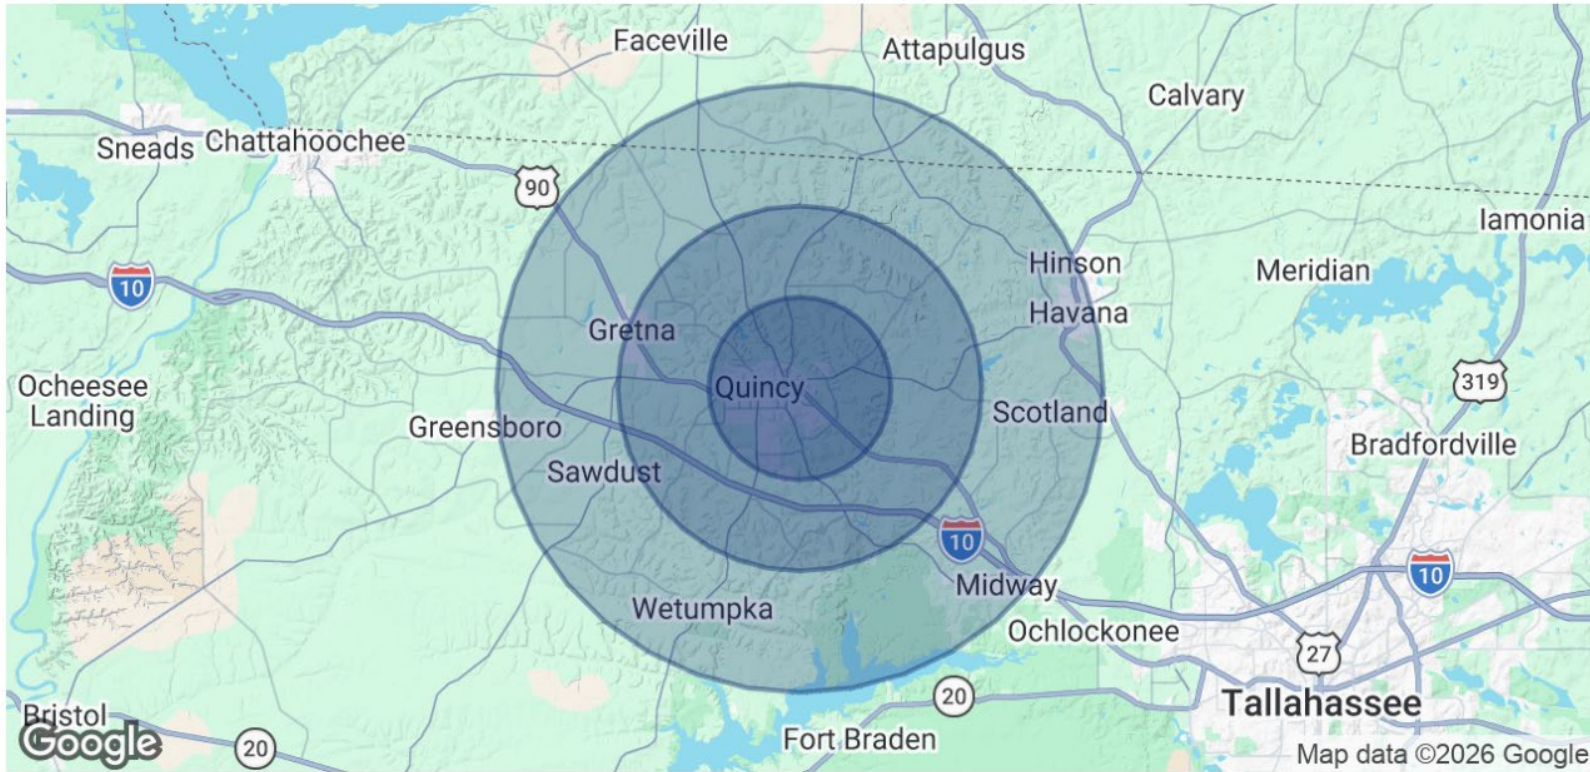 Faceville
Attapulgus
Calvary
Sneads
Chattahoochee
90
Iamonia
Hinson
Meridian
10
Havana
Gretna
319
Ocheesee
Landing
Quincy
Scotland
Greensboro
Bradfordville
Sawdust
10
10
Midway
Wetumpka
Ochlockonee
27
20
Tallahassee
Bristol
Google
20
Fort Braden
Map data ©2026 Google